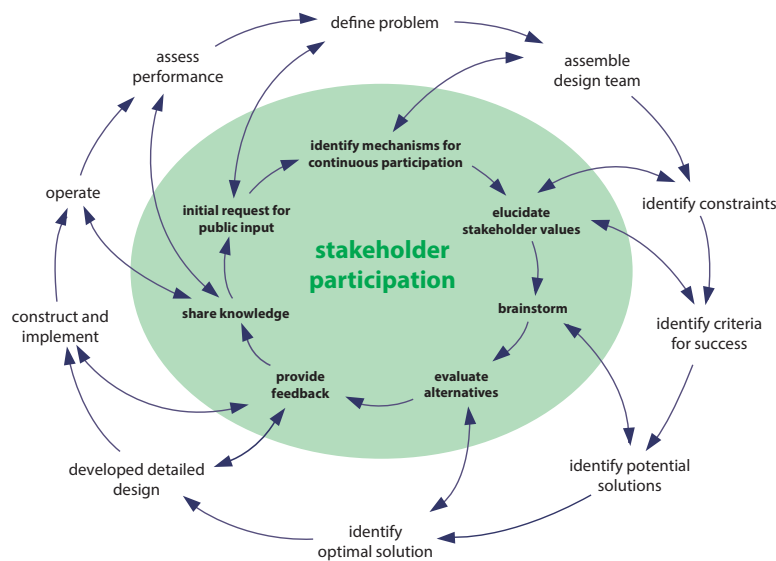 define problem
assess
performance
assemble
design team
identify mechanisms for
continuous participation
operate
initial request for
public input
elucidate
stakeholder values
identify constraints
stakeholder
participation
construct and
implement
share knowledge
brainstorm
identify criteria
for success
provide
feedback
evaluate
alternatives
developed detailed
design
identify potential
solutions
identify
optimal solution